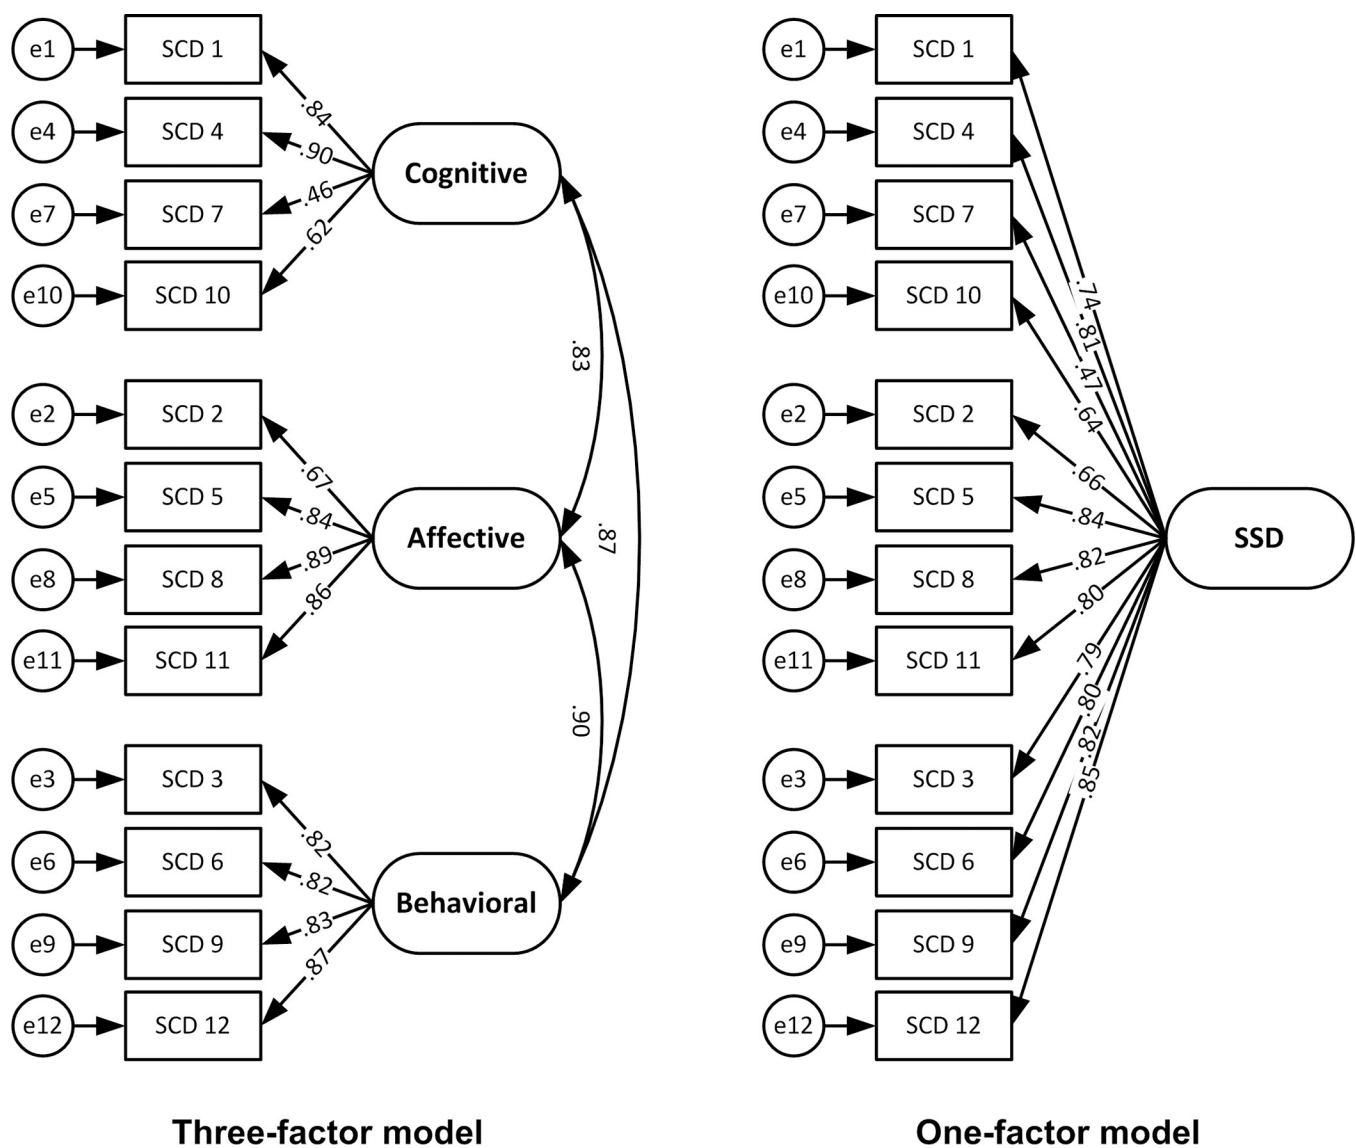 e1 SCD 1
.84
e4 SCD 4
.90
Cognitive
e7 SCD 7
.46
.62
e10 SCD 10
.83
e2 SCD 2
.67
e5 SCD 5
.84
Affective
.87
e8 SCD 8
.89
.86
e11 SCD 11
.90
e3 SCD 3
.82
e6 SCD 6
.82
Behavioral
e9 SCD 9
.83
.87
e12 SCD 12
Three-factor model
e1 SCD 1
e4 SCD 4
e7 SCD 7
e10 SCD 10
.74
.81
.47
.64
e2 SCD 2
.66
e5 SCD 5
.84
SSD
e8 SCD 8
.82
.80
e11 SCD 11
.79
.80
.82
.85
e3 SCD 3
e6 SCD 6
e9 SCD 9
e12 SCD 12
One-factor model